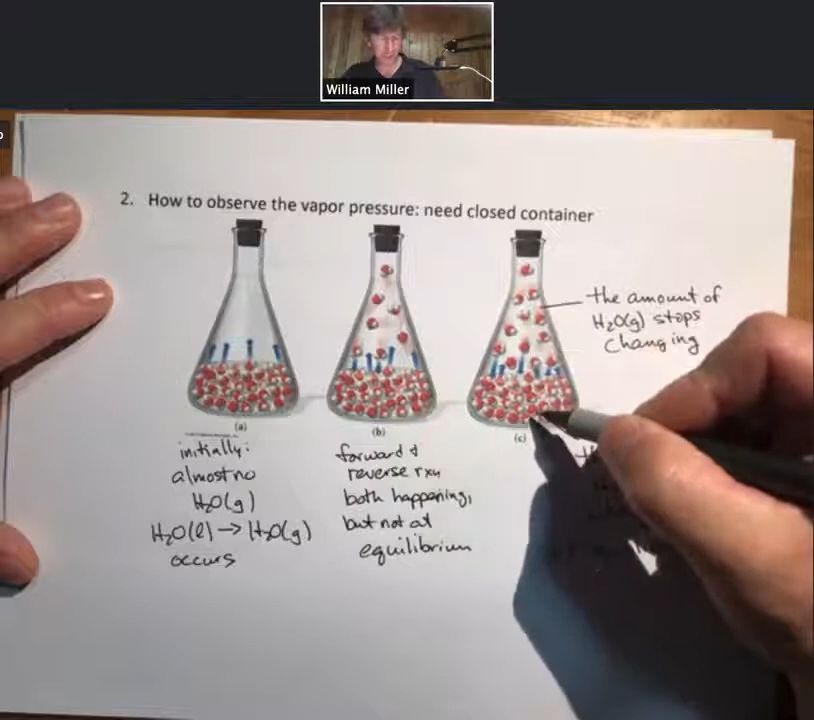 William Miller
2. How to observe the vapor pressure: need closed container
the amount of
H₂O(g) stops
changing
(a)
(b)
(c)
initially:
almost no
H₂O(g)
H₂O(l) → H₂O(g)
occurs
forward &
reverse rxn
both happening,
but not at
equilibrium